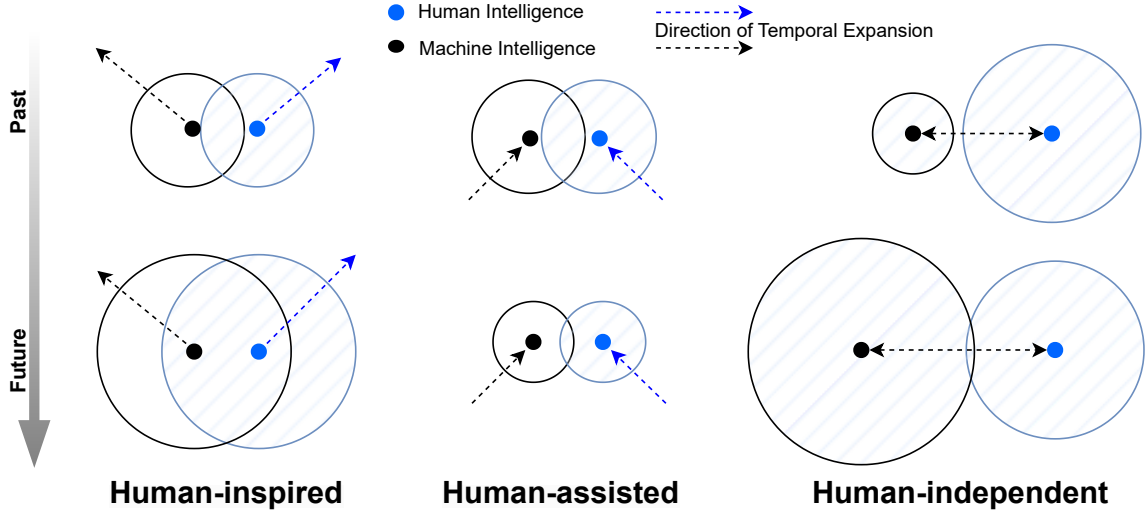 Human Intelligence
Machine Intelligence
Direction of Temporal Expansion
Past
Future
Human-inspired
Human-assisted
Human-independent